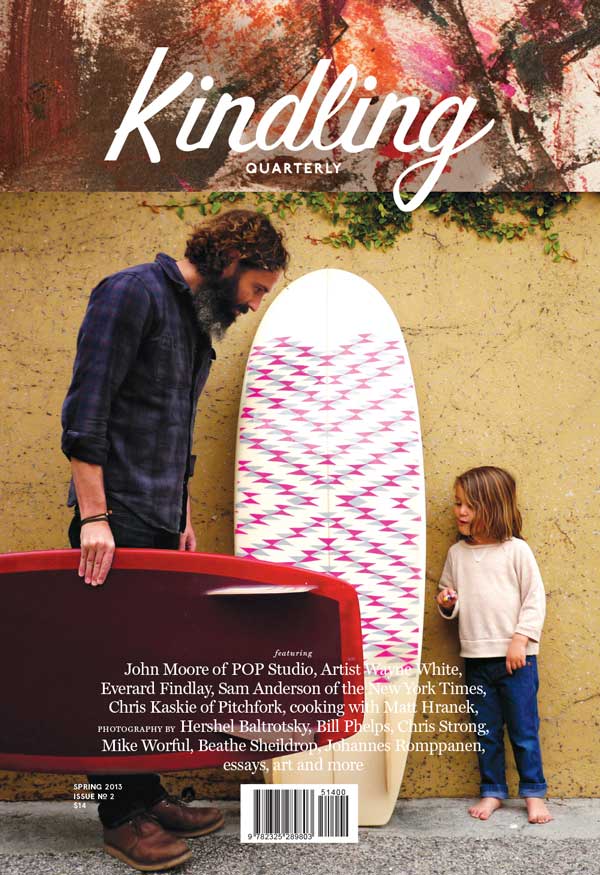 Kindling
QUARTERLY
featuring
John Moore of POP Studio, Artist Wayne White,
Everard Findlay, Sam Anderson of the New York Times,
Chris Kaskie of Pitchfork, cooking with Matt Hranek,
PHOTOGRAPHY BY Hershel Baltrotsky, Bill Phelps, Chris Strong,
Mike Worful, Beathe Sheildrop, Johannes Romppanen,
essays, art and more
SPRING 2013
ISSUE Nº 2
$14
51400
9 782325 289803